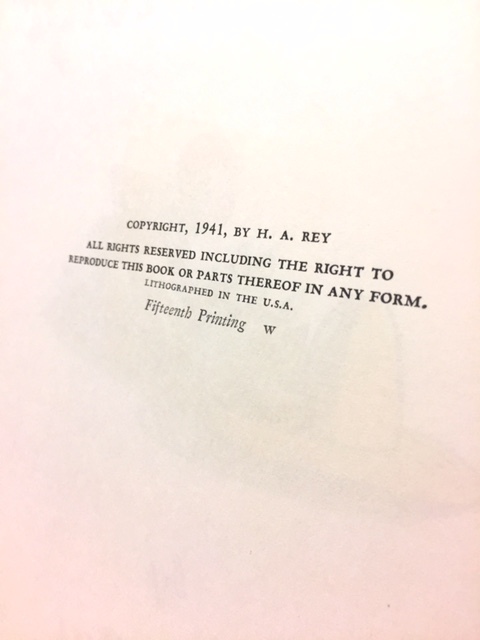 COPYRIGHT, 1941, BY H. A. REY
ALL RIGHTS RESERVED INCLUDING THE RIGHT TO
REPRODUCE THIS BOOK OR PARTS THEREOF IN ANY FORM.
LITHOGRAPHED IN THE U.S.A.
Fifteenth Printing W